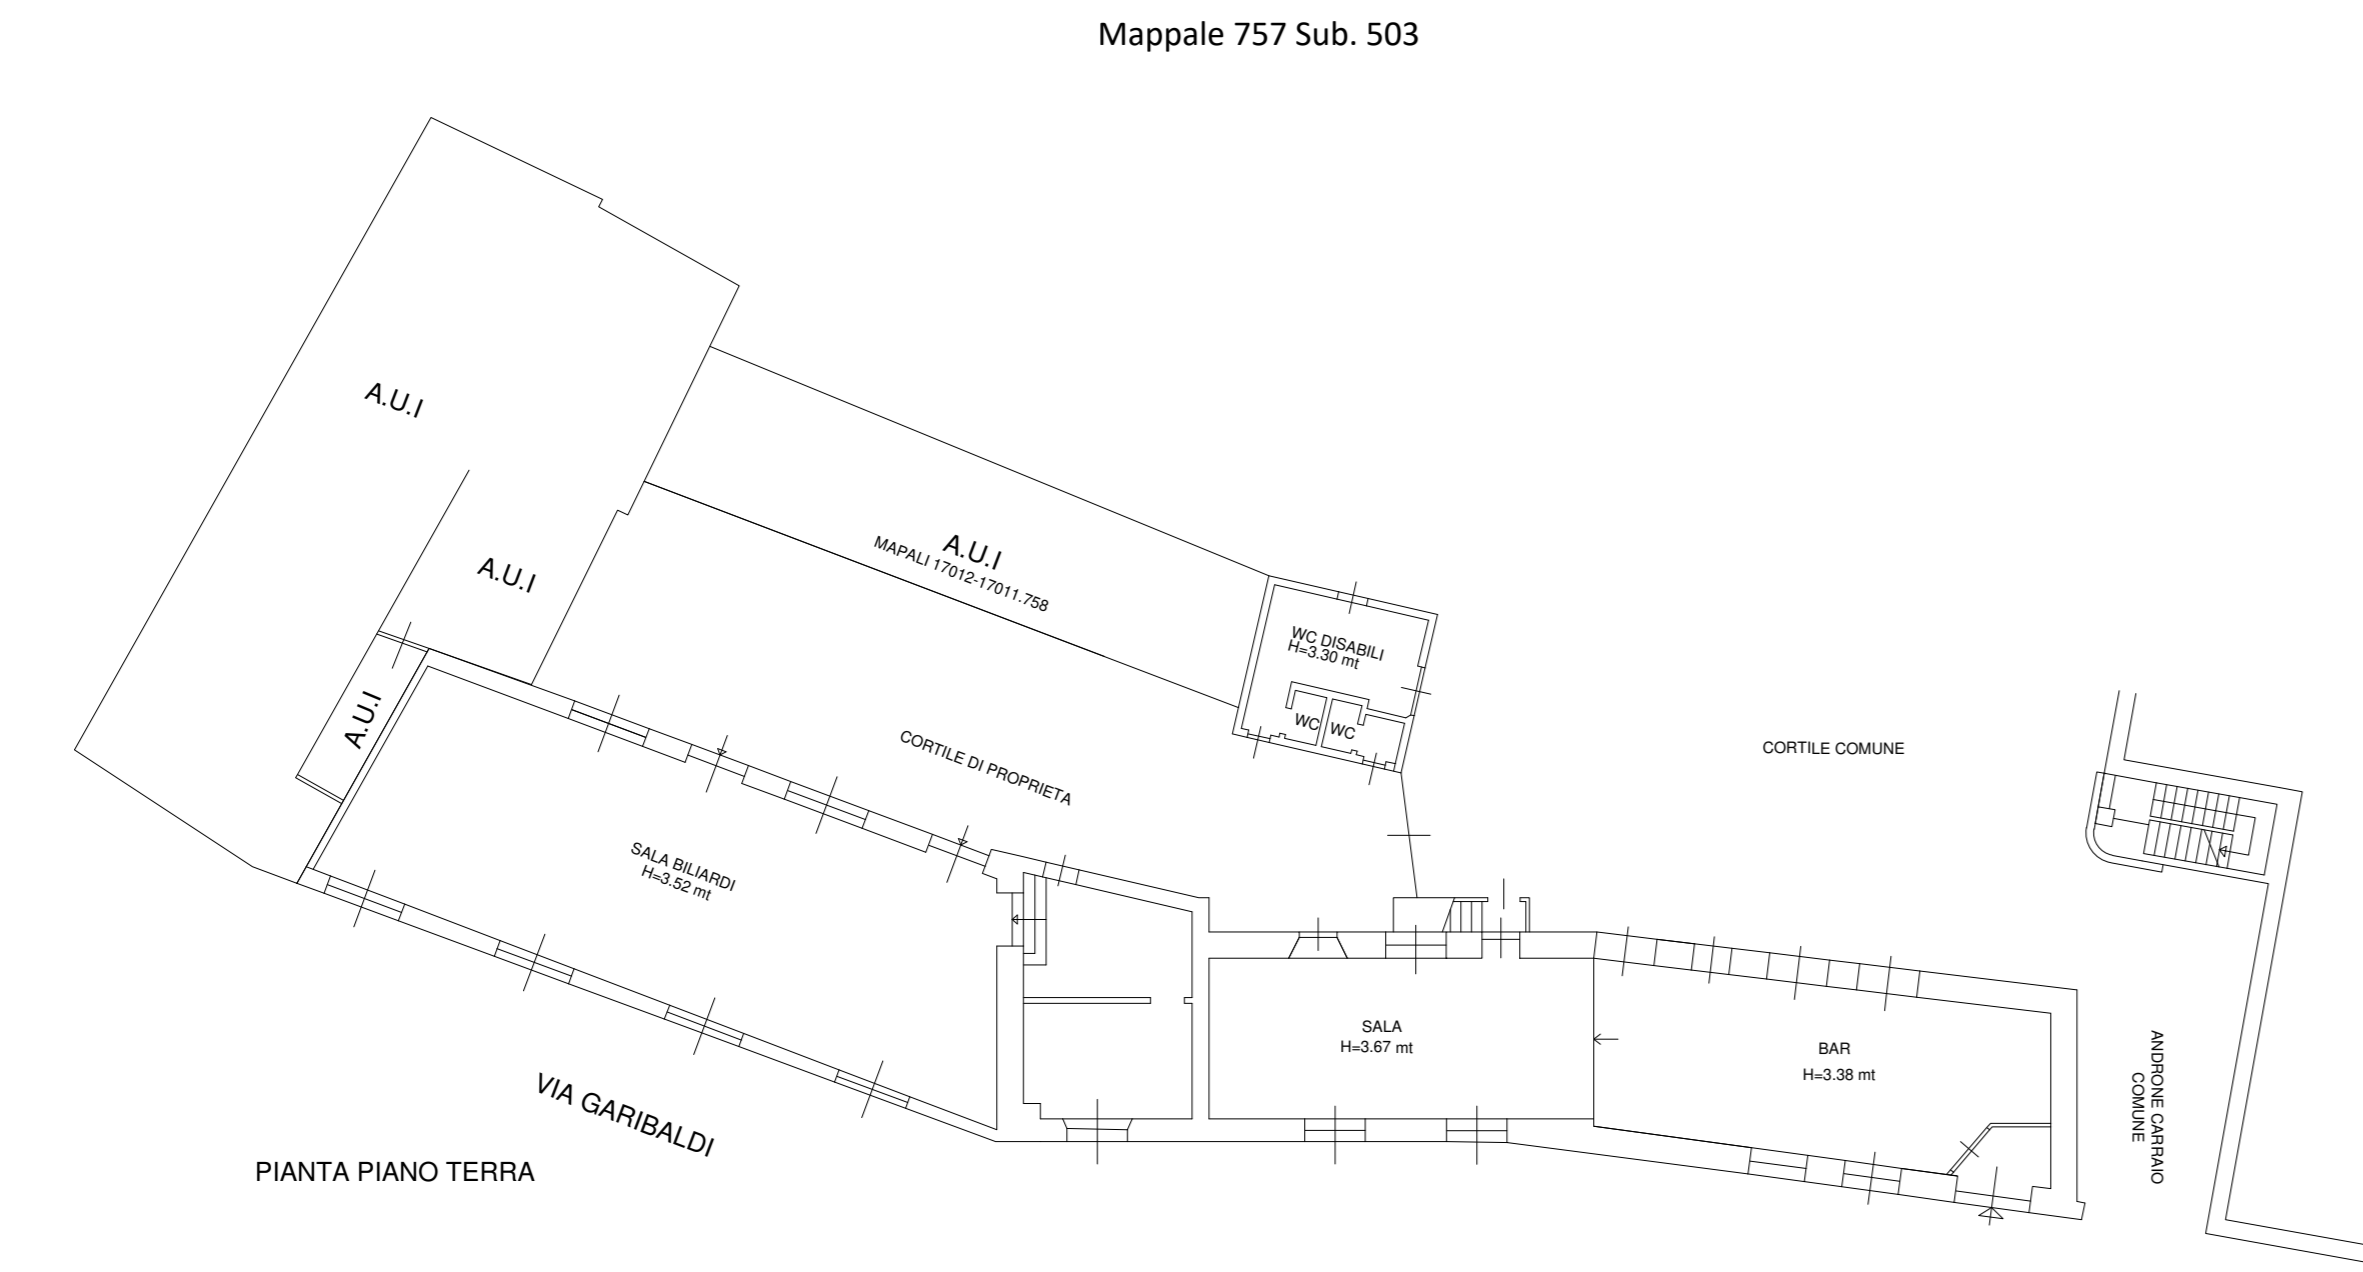 Mappale 757 Sub. 503
A.U.I
A.U.I
A.U.I
MAPALI 17012-17011.758
A.U.I
WC DISABILI
H=3.30 mt
WC
WC
CORTILE DI PROPRIETA
CORTILE COMUNE
SALA BILIARDI
H=3.52 mt
SALA
H=3.67 mt
BAR
H=3.38 mt
ANDRONE CARRAIO
COMUNE
VIA GARIBALDI
PIANTA PIANO TERRA